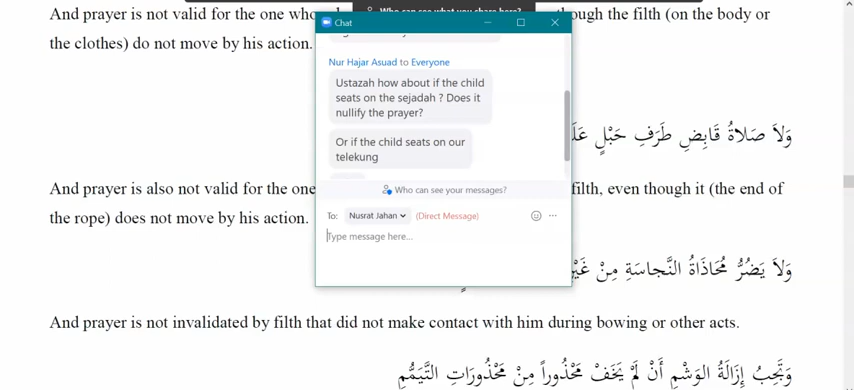 And prayer is not valid for the one who
Who can see what you share here?
though the filth (on the body or
the clothes) do not move by his action.
Chat
Nur Hajar Asuad to Everyone
Ustazah how about if the child
seats on the sejadah ? Does it
nullify the prayer?
Or if the child seats on our
telekung
Who can see your messages?
To: Nusrat Jahan (Direct Message)
Type message here...
وَلاَ صَلاَةُ قَابِضِ طَرَفِ حَبْلٍ
And prayer is also not valid for the one
filth, even though it (the end of
the rope) does not move by his action.
وَلاَ يَضُرُّ مُحَاذَاةُ النَّجاسَةِ مِنْ غَيْرِ
And prayer is not invalidated by filth that did not make contact with him during bowing or other acts.
وَتَجِبُ إِزَالَةُ الوَشْمِ أَنْ لَمْ يَخَفْ مَحْذُوراً مِنْ مَحْذُورَاتِ التَّيَمُّمِ